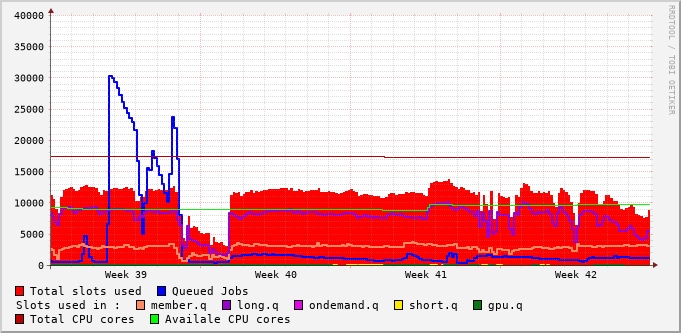 40000
35000
30000
25000
20000
15000
10000
5000
0
Week 39 Week 40 Week 41 Week 42
RRDTOOL / TOBI OETIKER
Total slots used Queued Jobs
Slots used in : member.q long.q ondemand.q short.q gpu.q
Total CPU cores Availale CPU cores